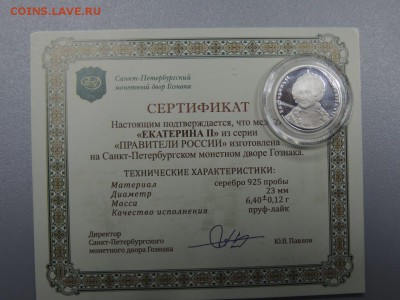 COINS.LAVE.RU
Санкт-Петербургский
монетный двор Гознака
СЕРТИФИКАТ
Настоящим подтверждается, что
«ЕКАТЕРИНА II» из серии
«ПРАВИТЕЛИ РОССИИ» изготовлена
на Санкт-Петербургском монетном дворе Гознака.
ТЕХНИЧЕСКИЕ ХАРАКТЕРИСТИКИ:
Материал серебро 925 пробы
Диаметр 23 мм
Масса 6,40±0,12 г
Качество исполнения пруф-лайк
Директор
Санкт-Петербургского
монетного двора Гознака Ю.В. Павлов